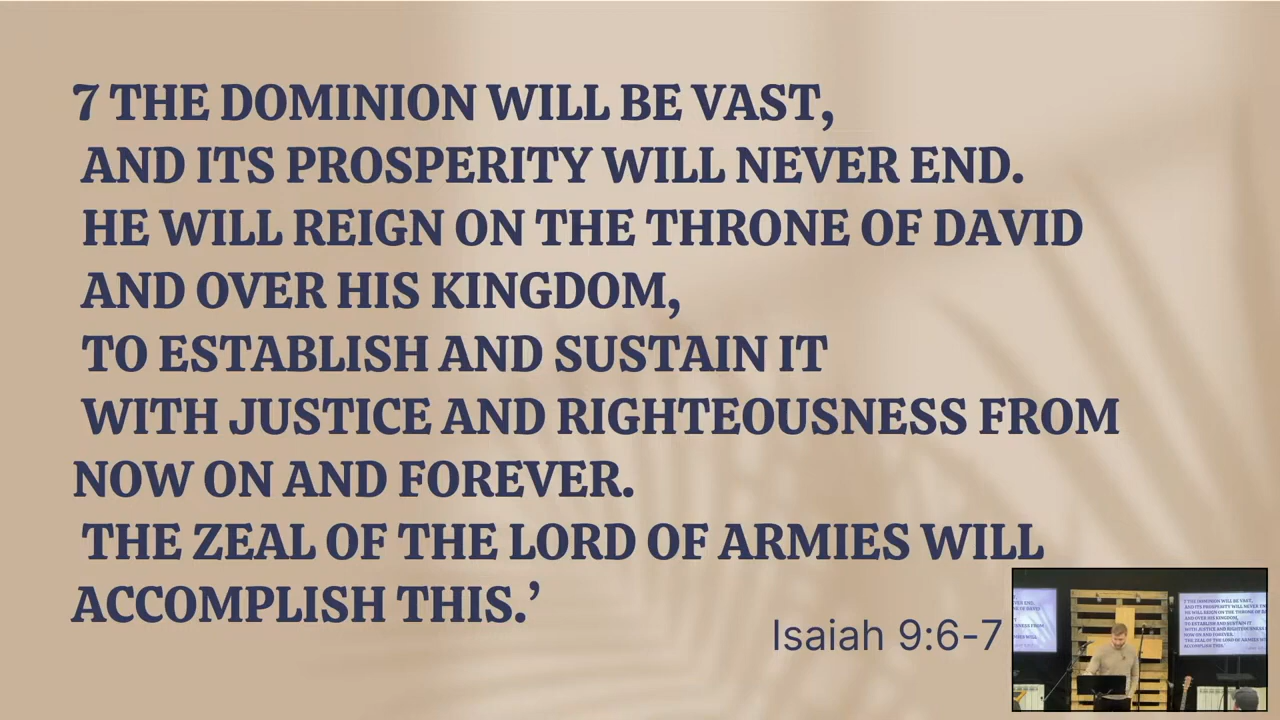 7 THE DOMINION WILL BE VAST,
AND ITS PROSPERITY WILL NEVER END.
HE WILL REIGN ON THE THRONE OF DAVID
AND OVER HIS KINGDOM,
TO ESTABLISH AND SUSTAIN IT
WITH JUSTICE AND RIGHTEOUSNESS FROM
NOW ON AND FOREVER.
THE ZEAL OF THE LORD OF ARMIES WILL
ACCOMPLISH THIS.’
Isaiah 9:6-7